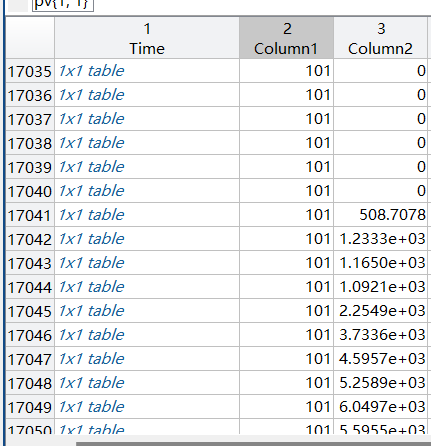 pv{1, 1}
1 2 3
Time Column1 Column2
17035 1x1 table 101 0
17036 1x1 table 101 0
17037 1x1 table 101 0
17038 1x1 table 101 0
17039 1x1 table 101 0
17040 1x1 table 101 0
17041 1x1 table 101 508.7078
17042 1x1 table 101 1.2333e+03
17043 1x1 table 101 1.1650e+03
17044 1x1 table 101 1.0921e+03
17045 1x1 table 101 2.2549e+03
17046 1x1 table 101 3.7336e+03
17047 1x1 table 101 4.5957e+03
17048 1x1 table 101 5.2589e+03
17049 1x1 table 101 6.0497e+03
17050 1x1 table 101 5.5955e+03